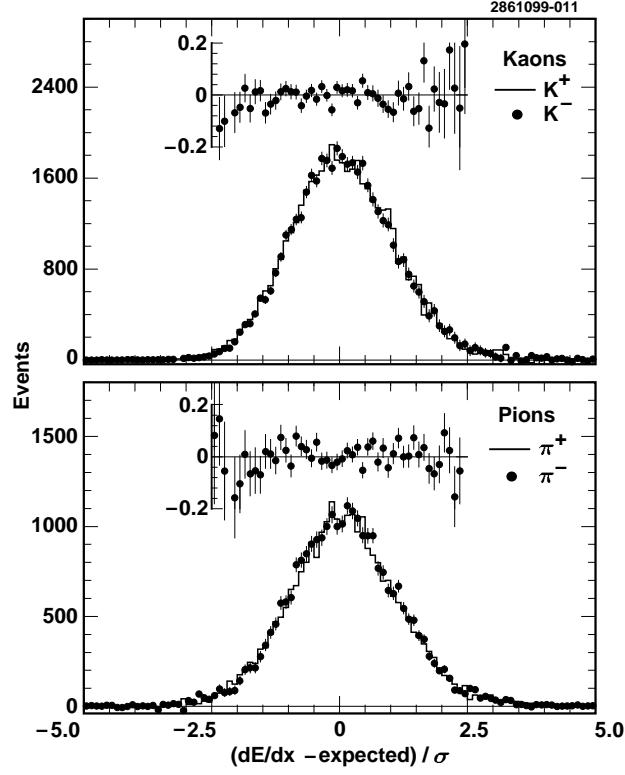 2861099-011
0.2
0
−0.2
Kaons
K+
K−
2400
1600
800
0
Events
0.2
0
−0.2
Pions
π+
π−
1500
1000
500
0
−5.0 −2.5 0 2.5 5.0
(dE/dx −expected) / σ